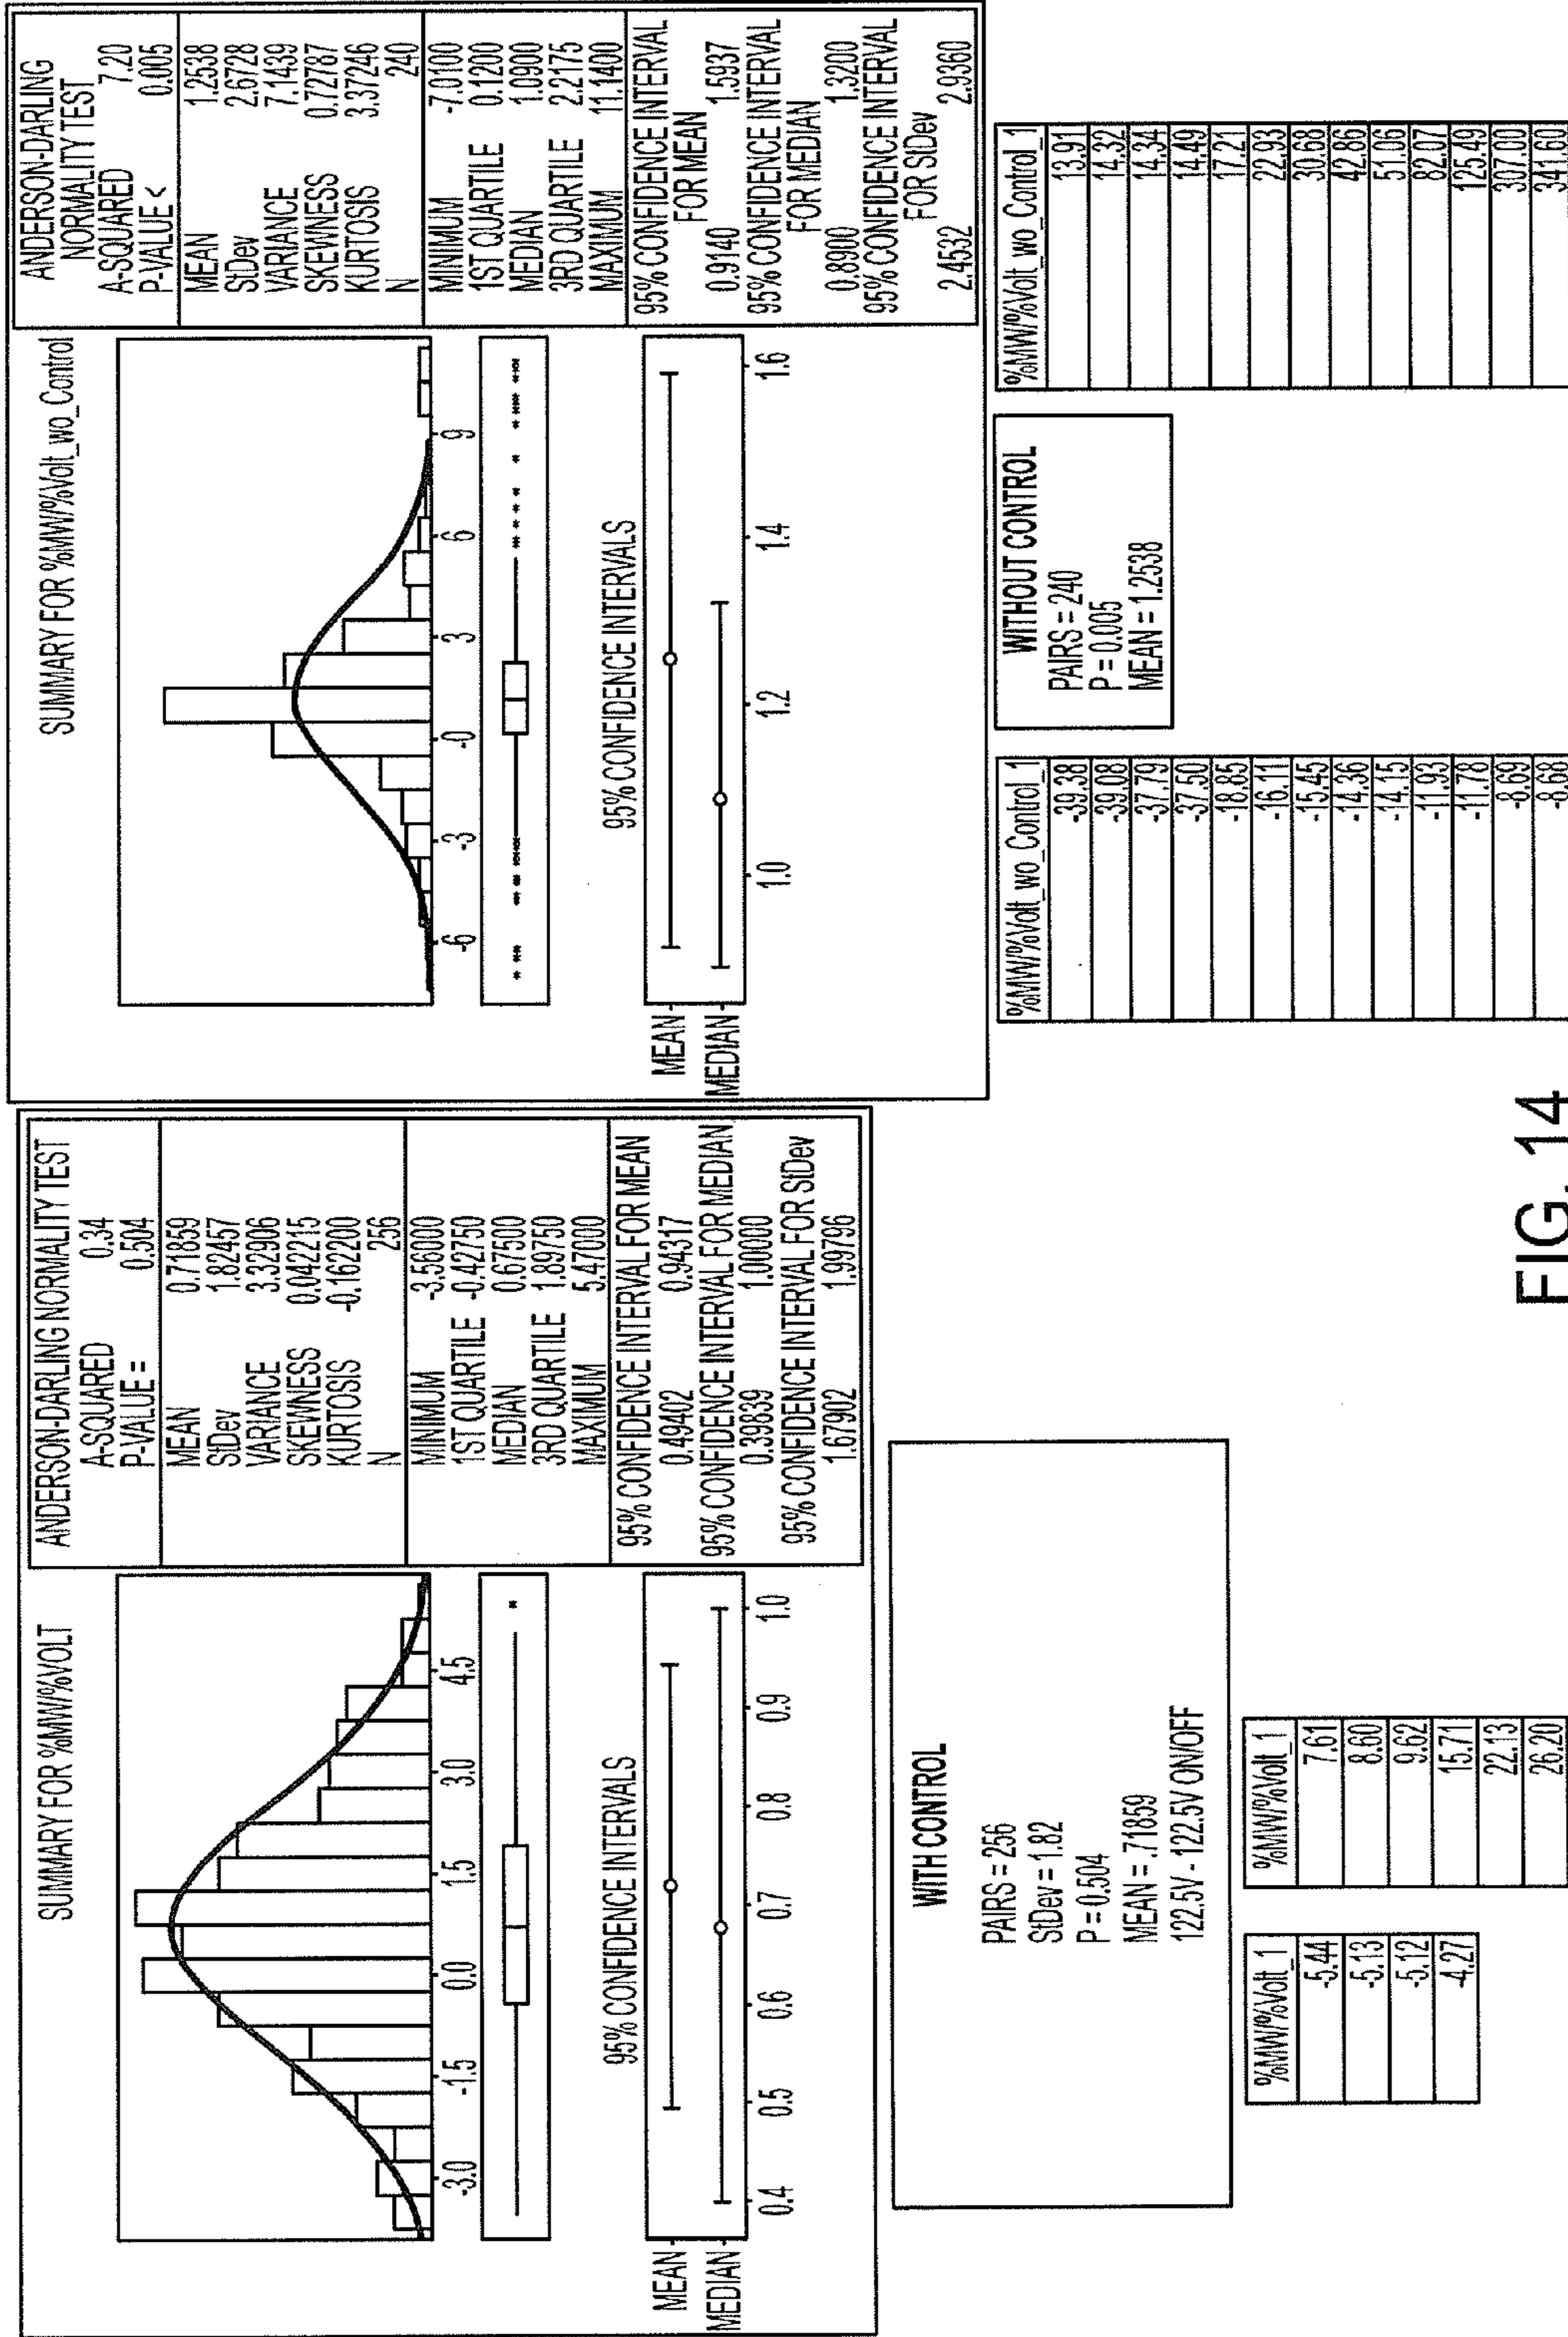 SUMMARY FOR %MW/%VOLT
-3.0 -1.5 0.0 1.5 3.0 4.5
95% CONFIDENCE INTERVALS
MEAN
MEDIAN
0.4 0.5 0.6 0.7 0.8 0.9 1.0
ANDERSON-DARLING NORMALITY TEST
A-SQUARED 0.34
P-VALUE = 0.504
MEAN 0.71859
StDev 1.82457
VARIANCE 3.32906
SKEWNESS 0.042215
KURTOSIS -0.162200
N 256
MINIMUM -3.56000
1ST QUARTILE -0.42750
MEDIAN 0.67500
3RD QUARTILE 1.89750
MAXIMUM 5.47000
95% CONFIDENCE INTERVAL FOR MEAN
0.49402 0.94317
95% CONFIDENCE INTERVAL FOR MEDIAN
0.39839 1.00000
95% CONFIDENCE INTERVAL FOR StDev
1.67902 1.99796
SUMMARY FOR %MW/%Volt_wo_Control
-6 -3 -0 3 6 9
95% CONFIDENCE INTERVALS
MEAN
MEDIAN
1.0 1.2 1.4 1.6
ANDERSON-DARLING
NORMALITY TEST
A-SQUARED 7.20
P-VALUE < 0.005
MEAN 1.2538
StDev 2.6728
VARIANCE 7.1439
SKEWNESS 0.72787
KURTOSIS 3.37246
N 240
MINIMUM -7.0100
1ST QUARTILE 0.1200
MEDIAN 1.0900
3RD QUARTILE 2.2175
MAXIMUM 11.1400
95% CONFIDENCE INTERVAL
FOR MEAN
0.9140 1.5937
95% CONFIDENCE INTERVAL
FOR MEDIAN
0.8900 1.3200
95% CONFIDENCE INTERVAL
FOR StDev
2.4532 2.9360
WITH CONTROL
PAIRS = 256
StDev = 1.82
P = 0.504
MEAN = .71859
122.5V - 122.5V ON/OFF
%MW/%Volt_1
-5.44
-5.13
-5.12
-4.27
%MW/%Volt_1
7.61
8.60
9.62
15.71
22.13
26.20
%MW/%Volt_wo_Control_1
-39.38
-39.08
-37.79
-37.50
-18.85
-16.11
-15.45
-14.36
-14.15
-11.93
-11.78
-8.69
-8.68
WITHOUT CONTROL
PAIRS = 240
P = 0.005
MEAN = 1.2538
%MW/%Volt_wo_Control_1
13.91
14.32
14.34
14.49
17.21
22.93
30.68
42.86
51.06
82.07
125.49
307.00
341.60
FIG. 14